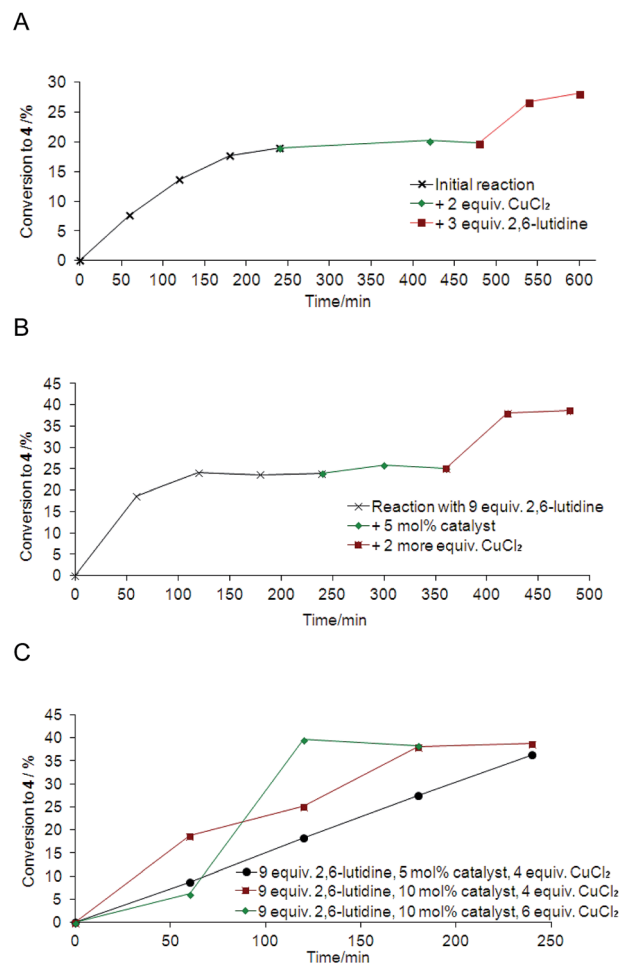 A
Conversion to 4 /%
30
25
20
15
10
5
0
Initial reaction
+ 2 equiv. CuCl₂
+ 3 equiv. 2,6-lutidine
0 50 100 150 200 250 300 350 400 450 500 550 600
Time/min
B
Conversion to 4 /%
45
40
35
30
25
20
15
10
5
0
Reaction with 9 equiv. 2,6-lutidine
+ 5 mol% catalyst
+ 2 more equiv. CuCl₂
0 50 100 150 200 250 300 350 400 450 500
Time/min
C
Conversion to 4 / %
45
40
35
30
25
20
15
10
5
0
9 equiv. 2,6-lutidine, 5 mol% catalyst, 4 equiv. CuCl₂
9 equiv. 2,6-lutidine, 10 mol% catalyst, 4 equiv. CuCl₂
9 equiv. 2,6-lutidine, 10 mol% catalyst, 6 equiv. CuCl₂
0 50 100 150 200 250
Time/min